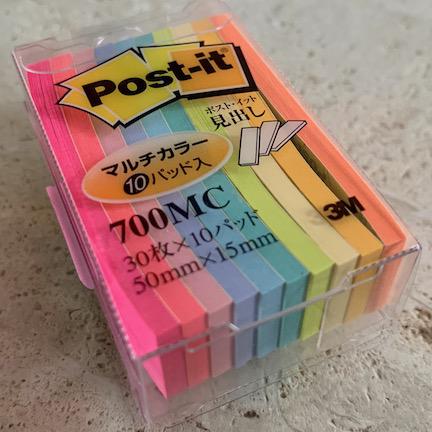 Post-it
ポスト・イット
見出し
マルチカラー
10パッド入
700MC
30枚×10パッド
50mm×15mm
3M